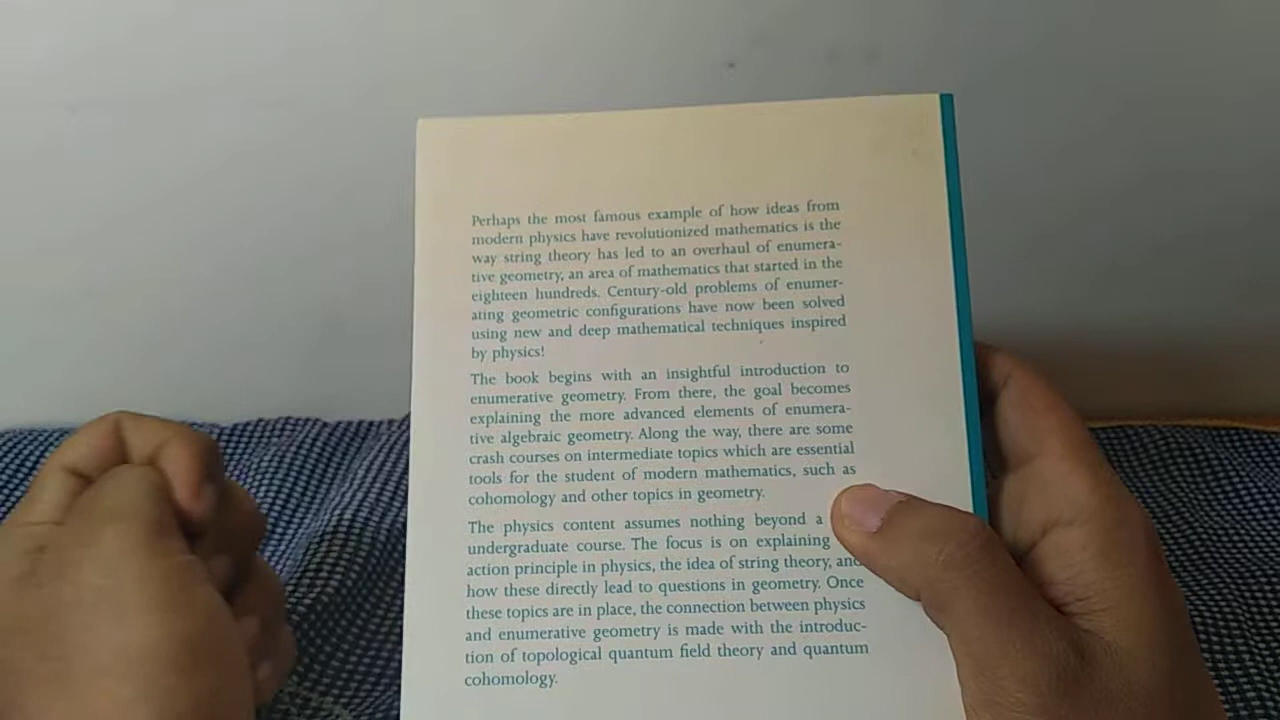 Perhaps the most famous example of how ideas from
modern physics have revolutionized mathematics is the
way string theory has led to an overhaul of enumera-
tive geometry, an area of mathematics that started in the
eighteen hundreds. Century-old problems of enumer-
ating geometric configurations have now been solved
using new and deep mathematical techniques inspired
by physics!
The book begins with an insightful introduction to
enumerative geometry. From there, the goal becomes
explaining the more advanced elements of enumera-
tive algebraic geometry. Along the way, there are some
crash courses on intermediate topics which are essential
tools for the student of modern mathematics, such as
cohomology and other topics in geometry.
The physics content assumes nothing beyond a
undergraduate course. The focus is on explaining
action principle in physics, the idea of string theory, and
how these directly lead to questions in geometry. Once
these topics are in place, the connection between physics
and enumerative geometry is made with the introduc-
tion of topological quantum field theory and quantum
cohomology.